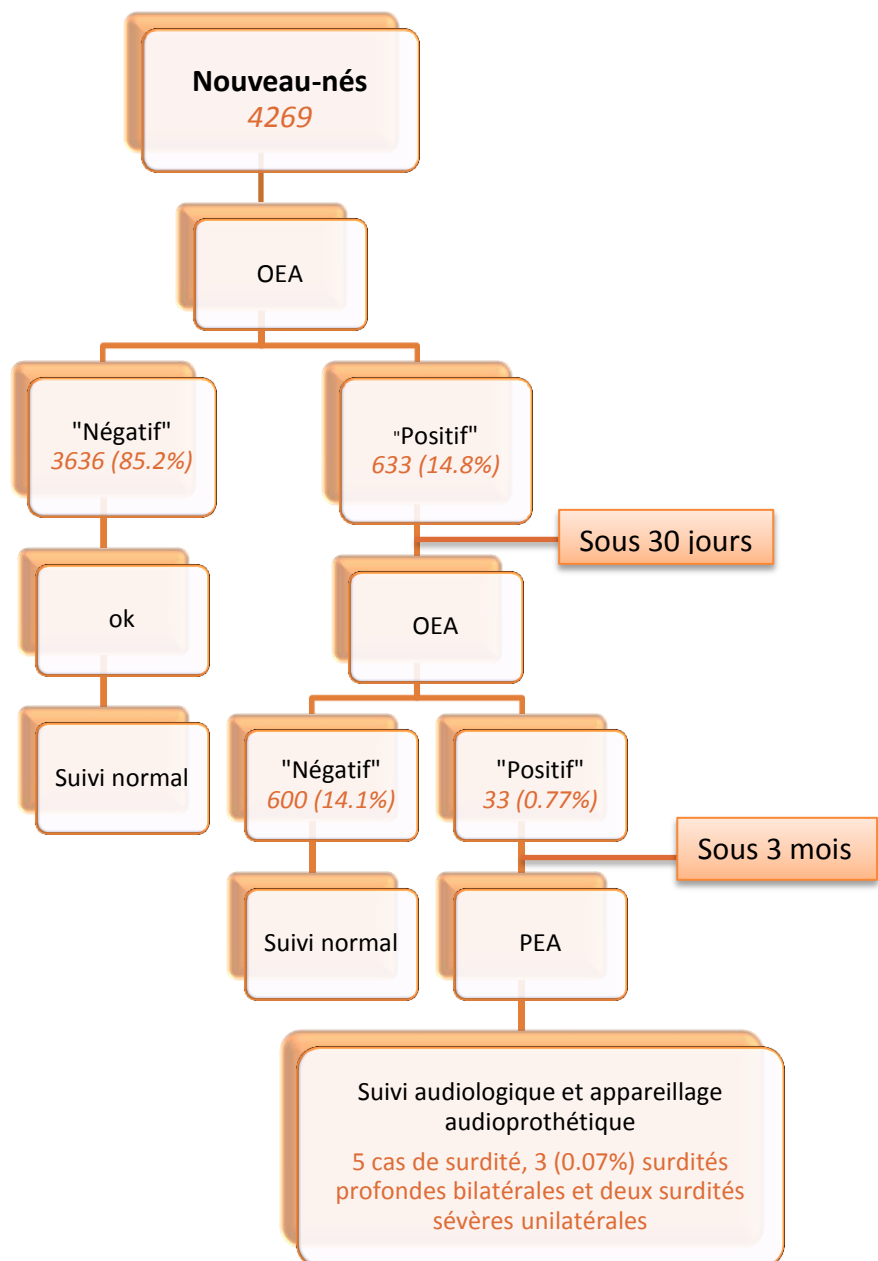 Nouveau-nés
4269
OEA
"Négatif"
3636 (85.2%)
"Positif"
633 (14.8%)
Sous 30 jours
ok
OEA
Suivi normal
"Négatif"
600 (14.1%)
"Positif"
33 (0.77%)
Sous 3 mois
Suivi normal
PEA
Suivi audiologique et appareillage
audioprothétique
5 cas de surdité, 3 (0.07%) surdités
profondes bilatérales et deux surdités
sévères unilatérales